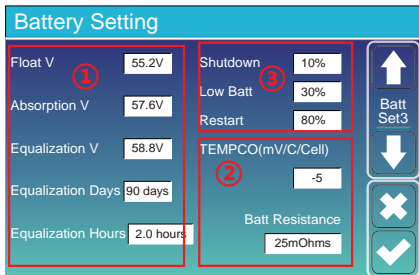 Battery Setting
Float V 55.2V
Absorption V 57.6V
Equalization V 58.8V
Equalization Days 90 days
Equalization Hours 2.0 hours
①
Shutdown 10%
Low Batt 30%
Restart 80%
③
TEMPCO(mV/C/Cell)
-5
②
Batt Resistance
25mOhms
Batt
Set3